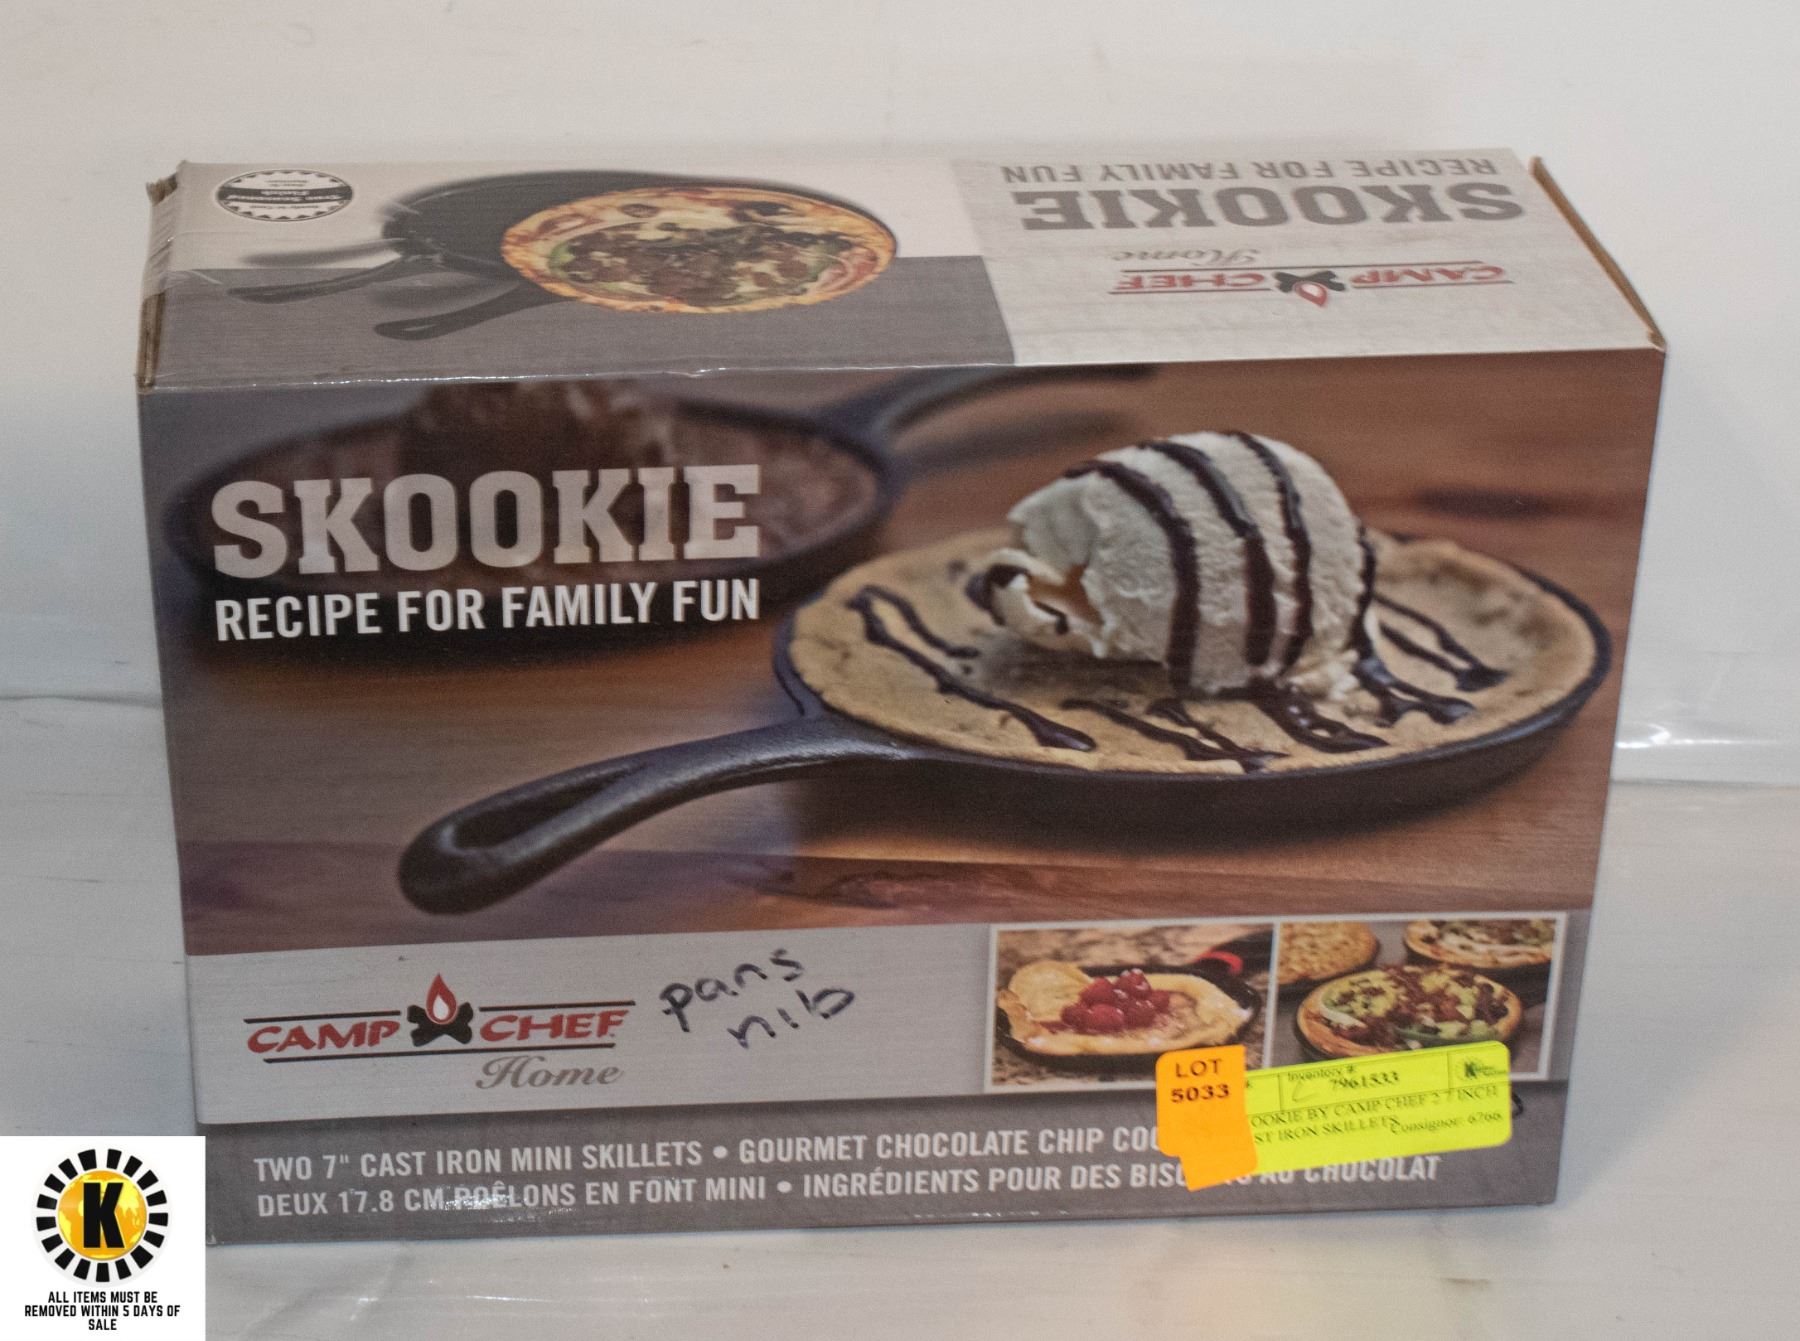 RECIPE FOR FAMILY FUN
SKOOKIE
Home
CAMP CHEF
SKOOKIE
RECIPE FOR FAMILY FUN
CAMP CHEF
Home
pans
nib
LOT
5033
Inventory #:
7961533
OOKIE BY CAMP CHEF 2 7 INCH
ST IRON SKILLETS
Consignor: 6766
TWO 7" CAST IRON MINI SKILLETS • GOURMET CHOCOLATE CHIP COO
DEUX 17.8 CM POÊLONS EN FONT MINI • INGRÉDIENTS POUR DES BISC AU CHOCOLAT
K
ALL ITEMS MUST BE
REMOVED WITHIN 5 DAYS OF
SALE